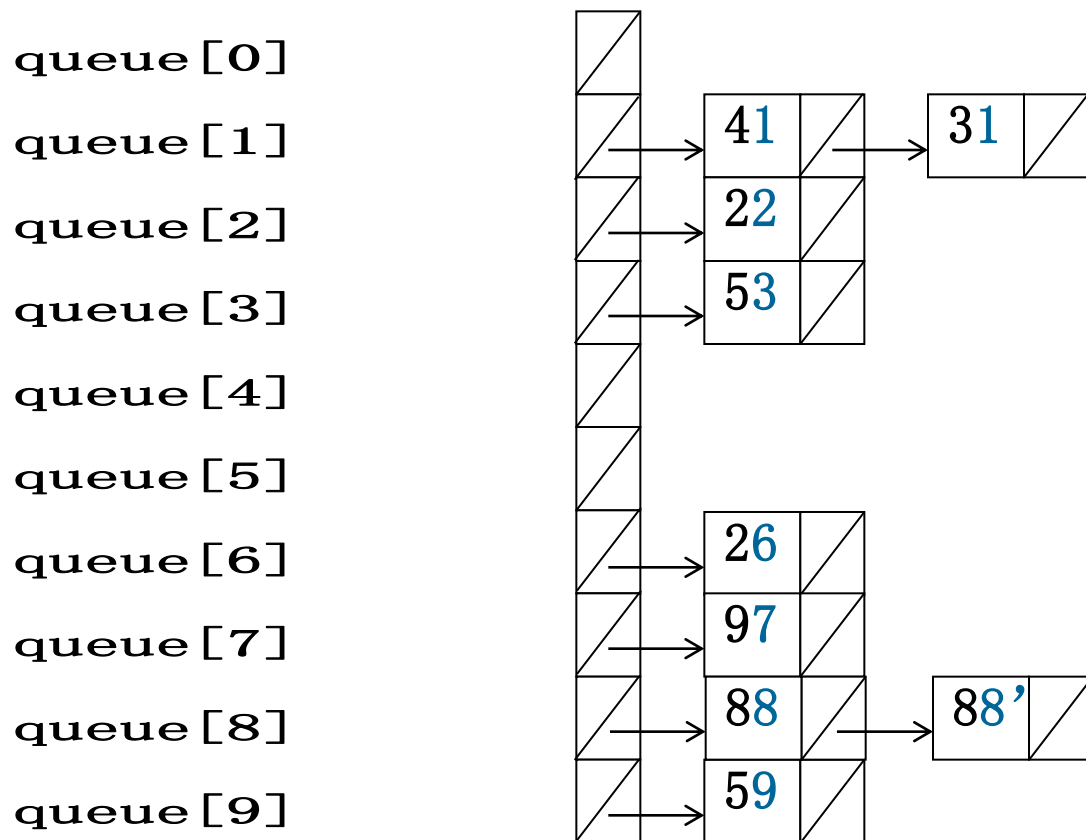 queue[0]
queue[1] 41 31
queue[2] 22
queue[3] 53
queue[4]
queue[5]
queue[6] 26
queue[7] 97
queue[8] 88 88’
queue[9] 59